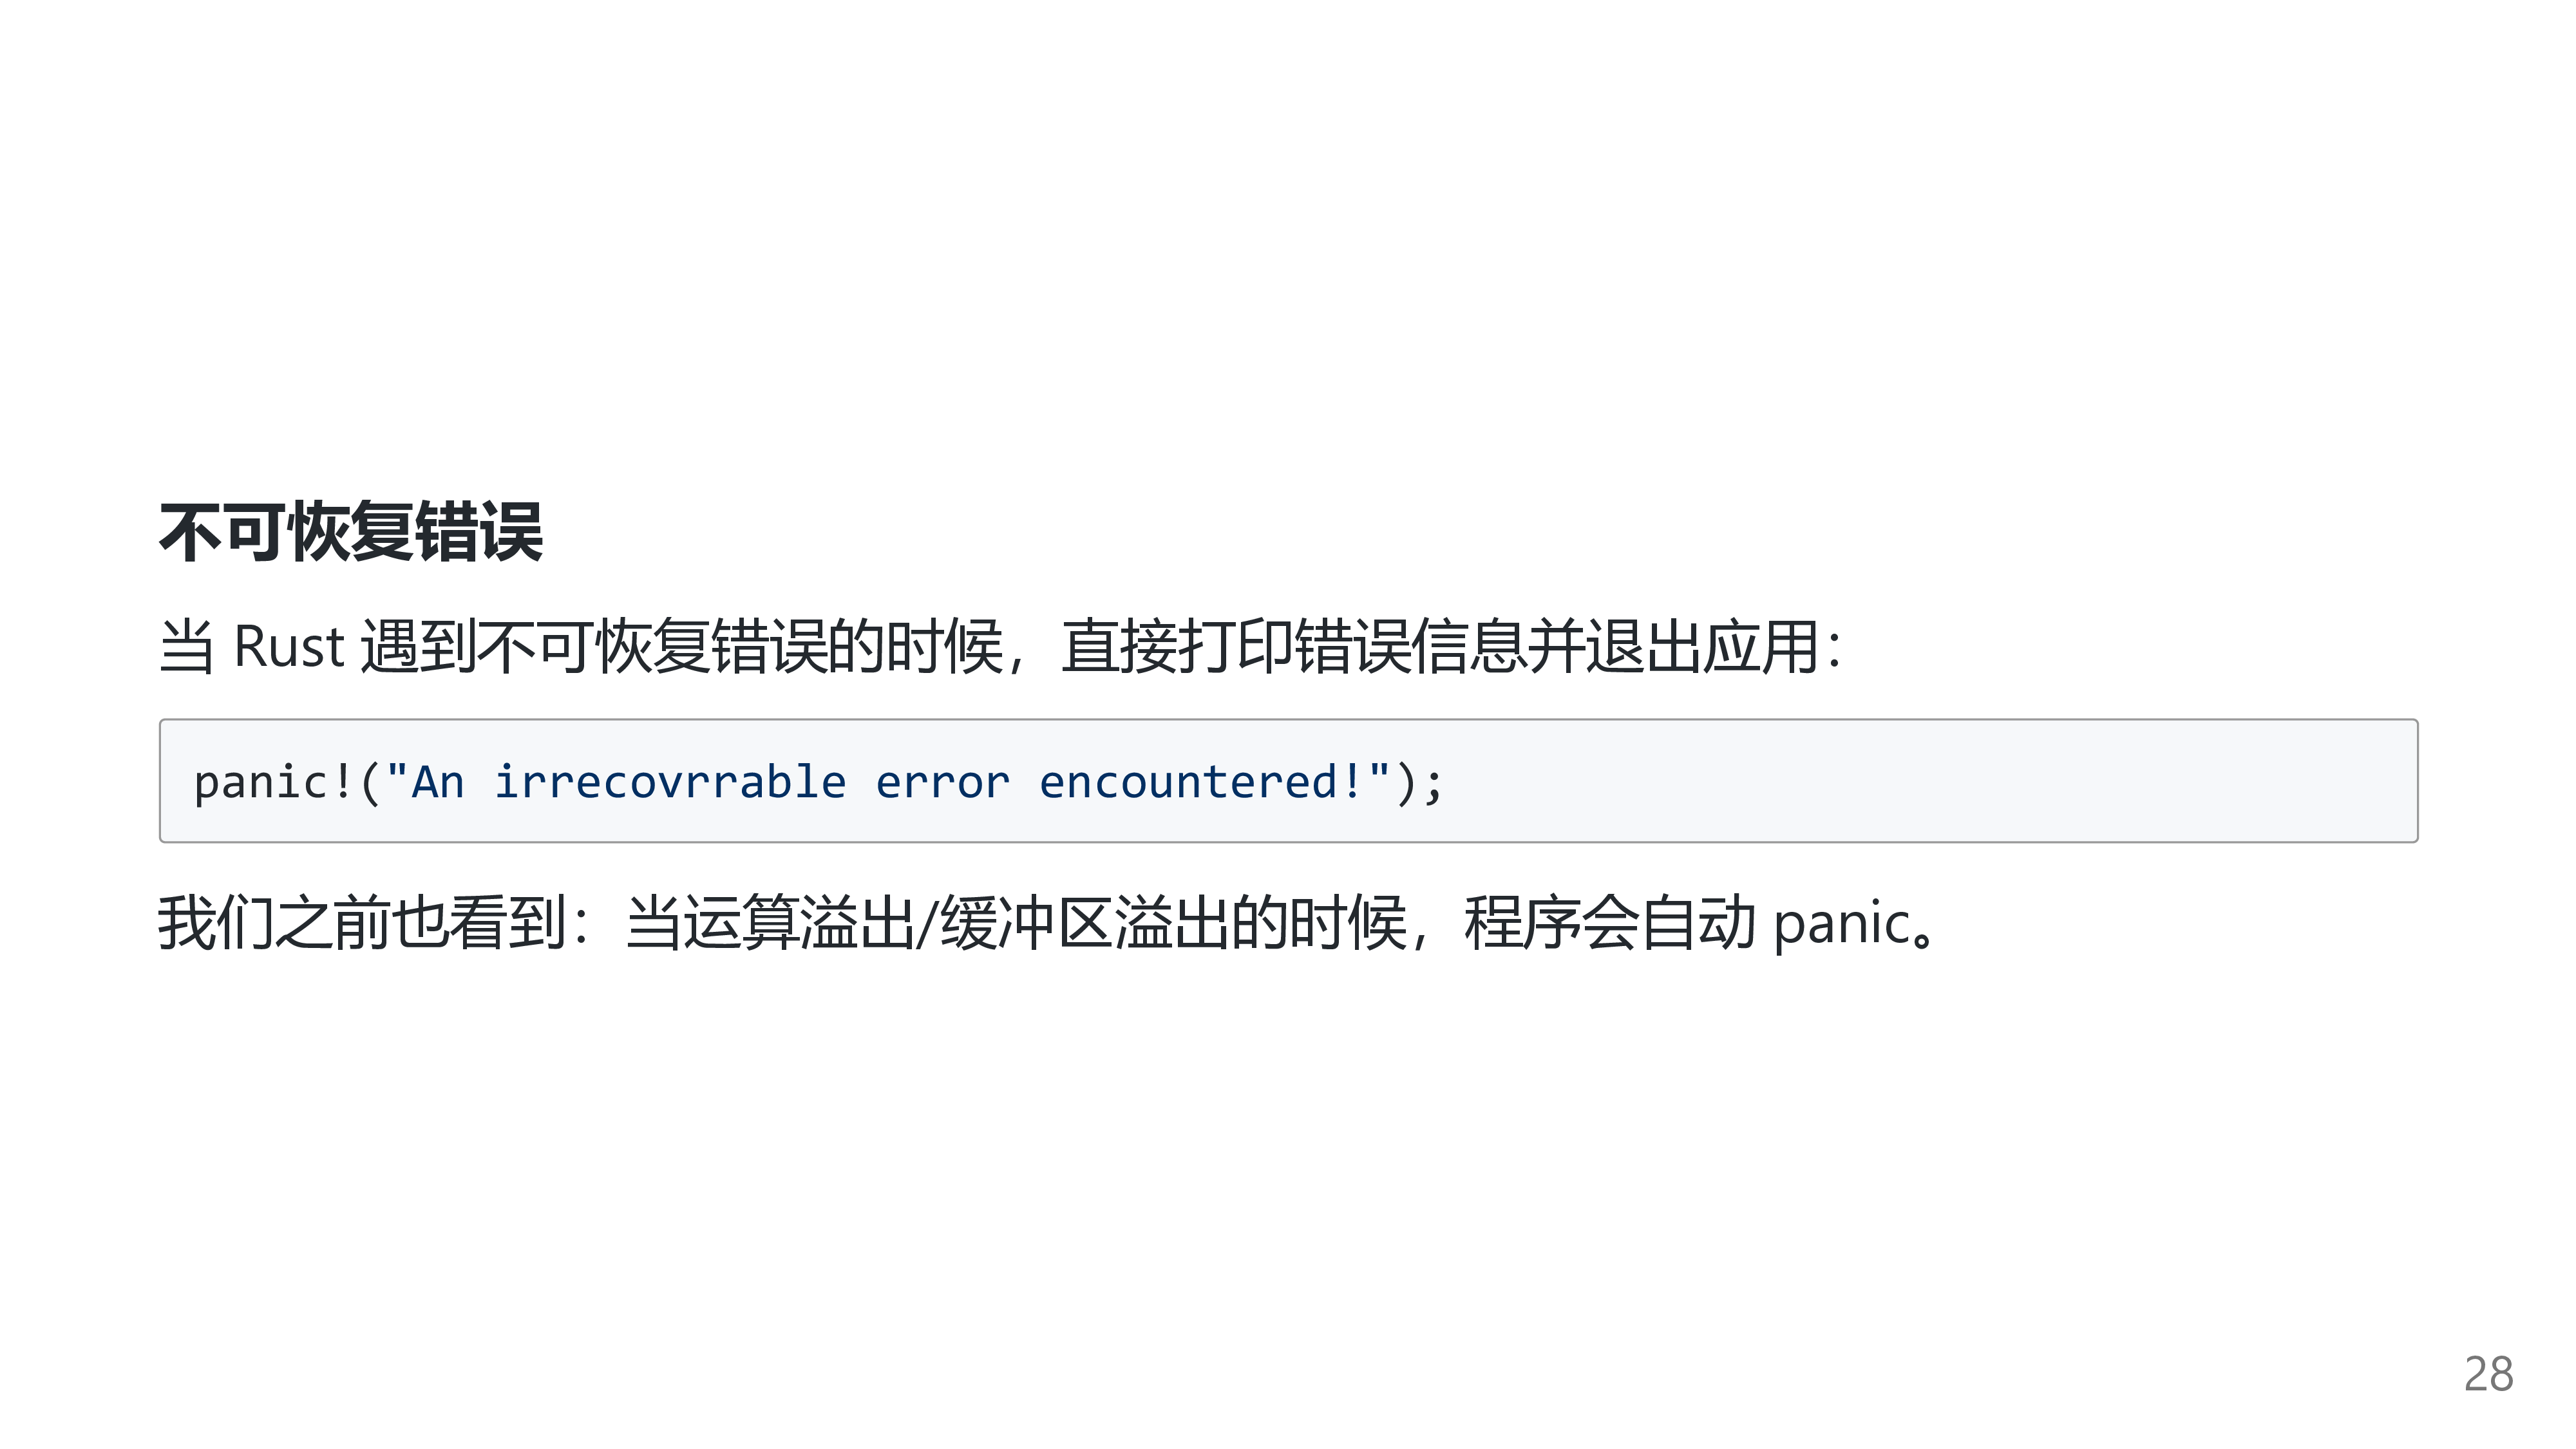 不可恢复错误
当 Rust 遇到不可恢复错误的时候，直接打印错误信息并退出应用：
panic!("An irrecovrrable error encountered!");
我们之前也看到：当运算溢出/缓冲区溢出的时候，程序会自动 panic。
28